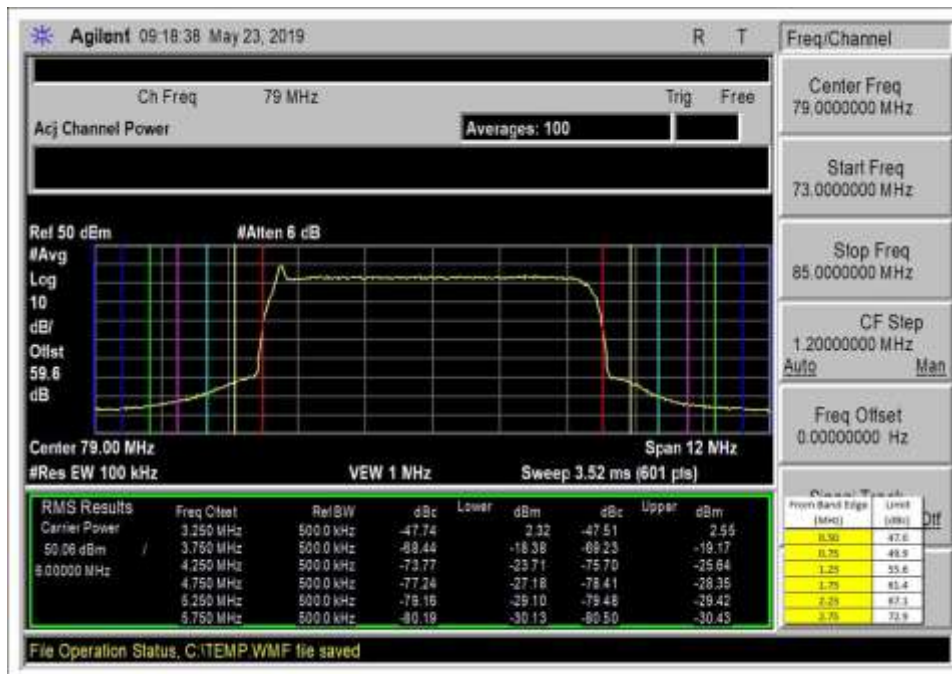 Agilent 09:18:38 May 23, 2019
R T
Freq/Channel
Ch Freq 79 MHz
Trig Free
Acj Channel Power
Averages: 100
Center Freq
79.0000000 MHz
Start Freq
73.0000000 MHz
Stop Freq
85.0000000 MHz
CF Step
1.20000000 MHz
Auto Man
Freq Offset
0.00000000 Hz
Ref 50 dBm
#Atten 6 dB
#Avg
Log
10
dB/
Offst
59.6
dB
Center 79.00 MHz
Span 12 MHz
#Res BW 100 kHz
VBW 1 MHz
Sweep 3.52 ms (601 pts)
RMS Results
Freq Offset Ref BW dBc Lower dBm dBc Upper dBm
Carrier Power
3.250 MHz 500.0 kHz -47.74 2.32 -47.51 2.55
50.06 dBm /
3.750 MHz 500.0 kHz -68.44 -18.38 -69.23 -19.17
6.00000 MHz
4.250 MHz 500.0 kHz -73.77 -23.71 -75.70 -25.64
4.750 MHz 500.0 kHz -77.24 -27.18 -78.41 -28.35
5.250 MHz 500.0 kHz -79.16 -29.10 -79.48 -29.42
5.750 MHz 500.0 kHz -80.19 -30.13 -80.50 -30.43
From Band Edge (MHz) Limit (dBc)
0.50 47.6
0.75 49.9
1.25 55.6
1.75 61.4
2.25 67.1
2.75 72.9
File Operation Status, C:\TEMP.WMF file saved